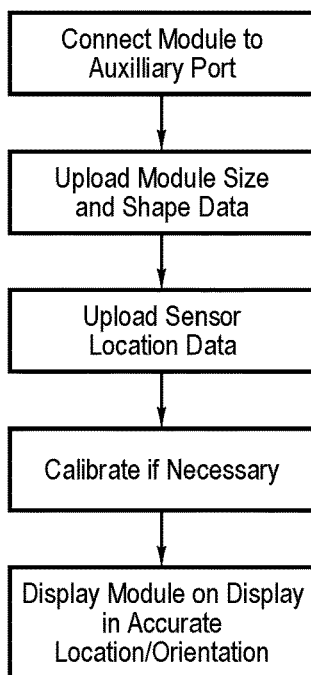 Connect Module to
Auxilliary Port
Upload Module Size
and Shape Data
Upload Sensor
Location Data
Calibrate if Necessary
Display Module on Display
in Accurate
Location/Orientation